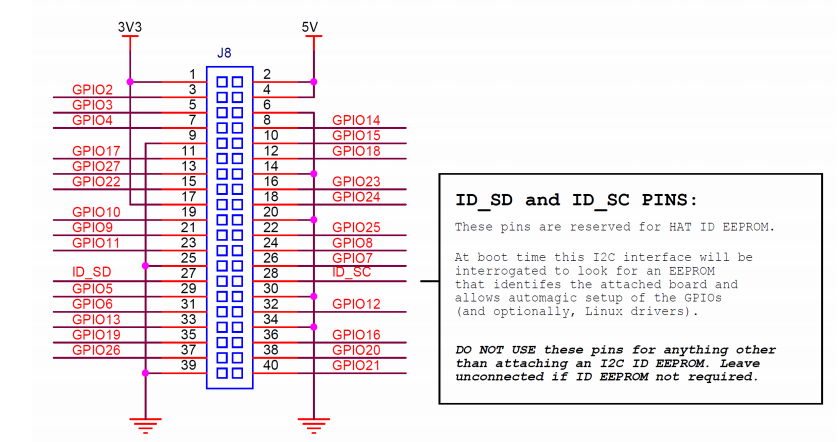 3V3 5V
J8
1 2
GPIO2 3 4
GPIO3 5 6
GPIO4 7 8 GPIO14
9 10 GPIO15
GPIO17 11 12 GPIO18
GPIO27 13 14
GPIO22 15 16 GPIO23
17 18 GPIO24
GPIO10 19 20
GPIO9 21 22 GPIO25
GPIO11 23 24 GPIO8
25 26 GPIO7
ID_SD 27 28 ID_SC
GPIO5 29 30
GPIO6 31 32 GPIO12
GPIO13 33 34
GPIO19 35 36 GPIO16
GPIO26 37 38 GPIO20
39 40 GPIO21
ID_SD and ID_SC PINS:
These pins are reserved for HAT ID EEPROM.
At boot time this I2C interface will be
interrogated to look for an EEPROM
that identifes the attached board and
allows automagic setup of the GPIOs
(and optionally, Linux drivers).
DO NOT USE these pins for anything other
than attaching an I2C ID EEPROM. Leave
unconnected if ID EEPROM not required.